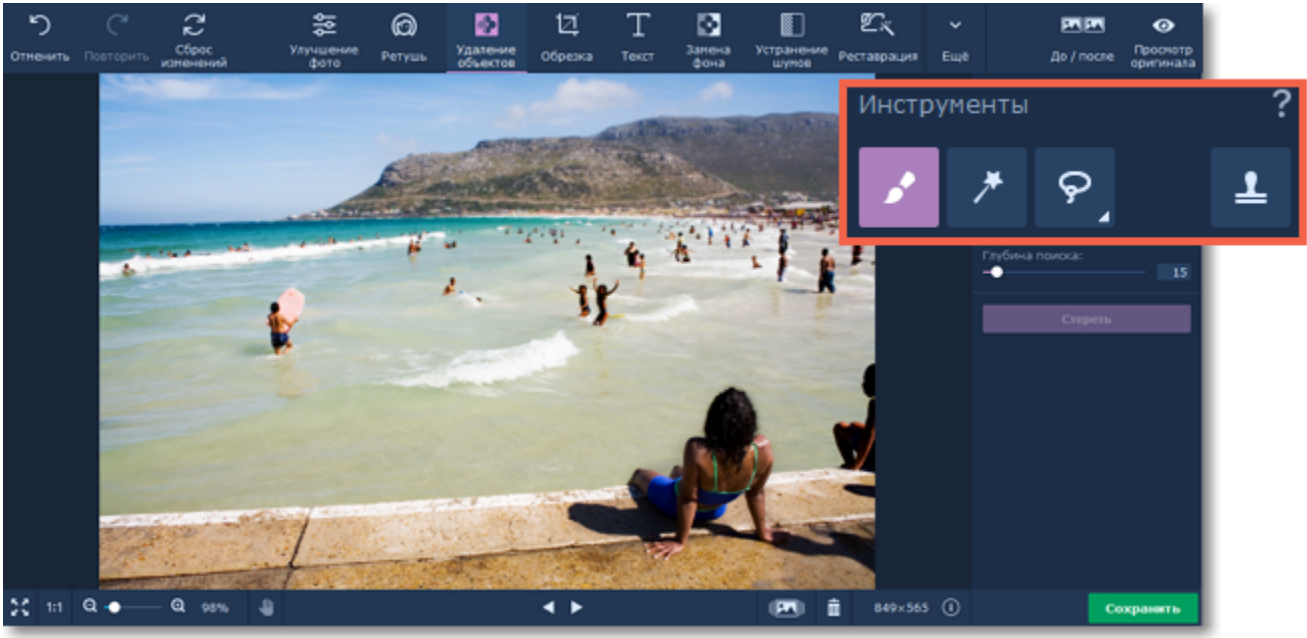 Отменить
Повторить
Сброс
изменений
Улучшение
фото
Ретушь
Удаление
объектов
Обрезка
Текст
Замена
фона
Устранение
шумов
Реставрация
Ещё
До / после
Просмотр
оригинала
Инструменты
?
Глубина поиска:
15
Стереть
1:1
98%
849×565
Сохранить